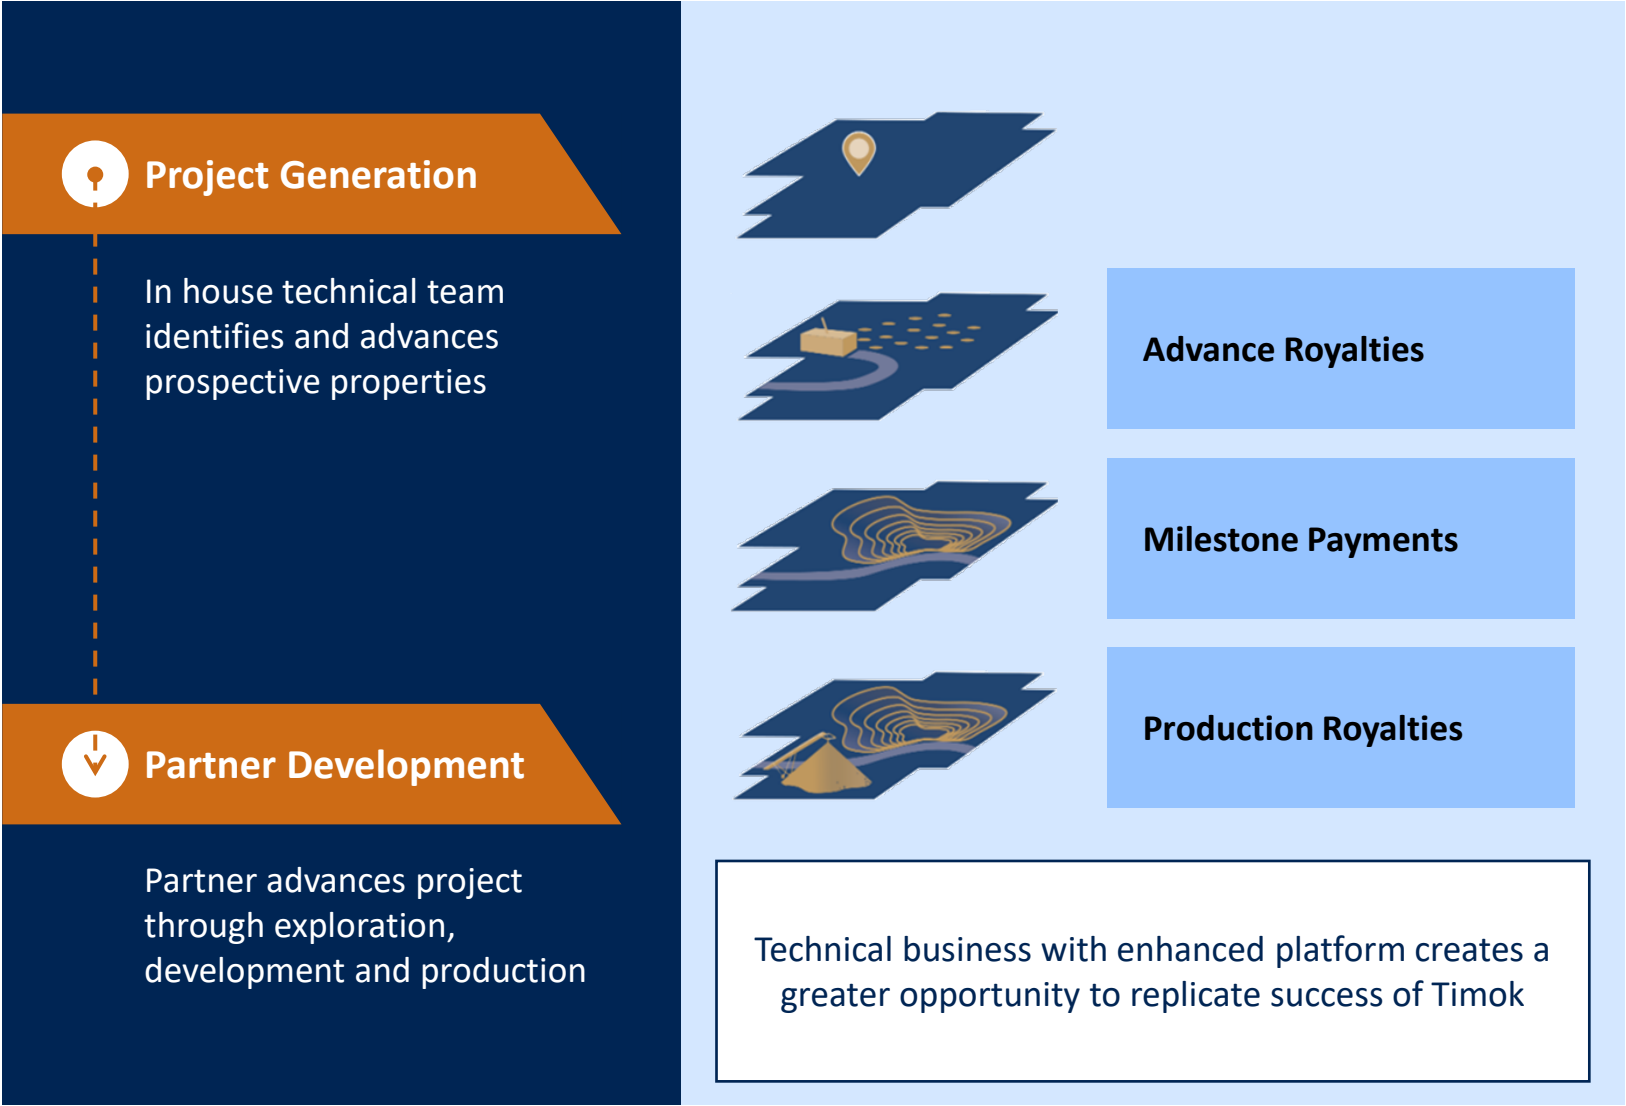 Project Generation
In house technical team
identifies and advances
prospective properties
Partner Development
Partner advances project
through exploration,
development and production
Advance Royalties
Milestone Payments
Production Royalties
Technical business with enhanced platform creates a
greater opportunity to replicate success of Timok